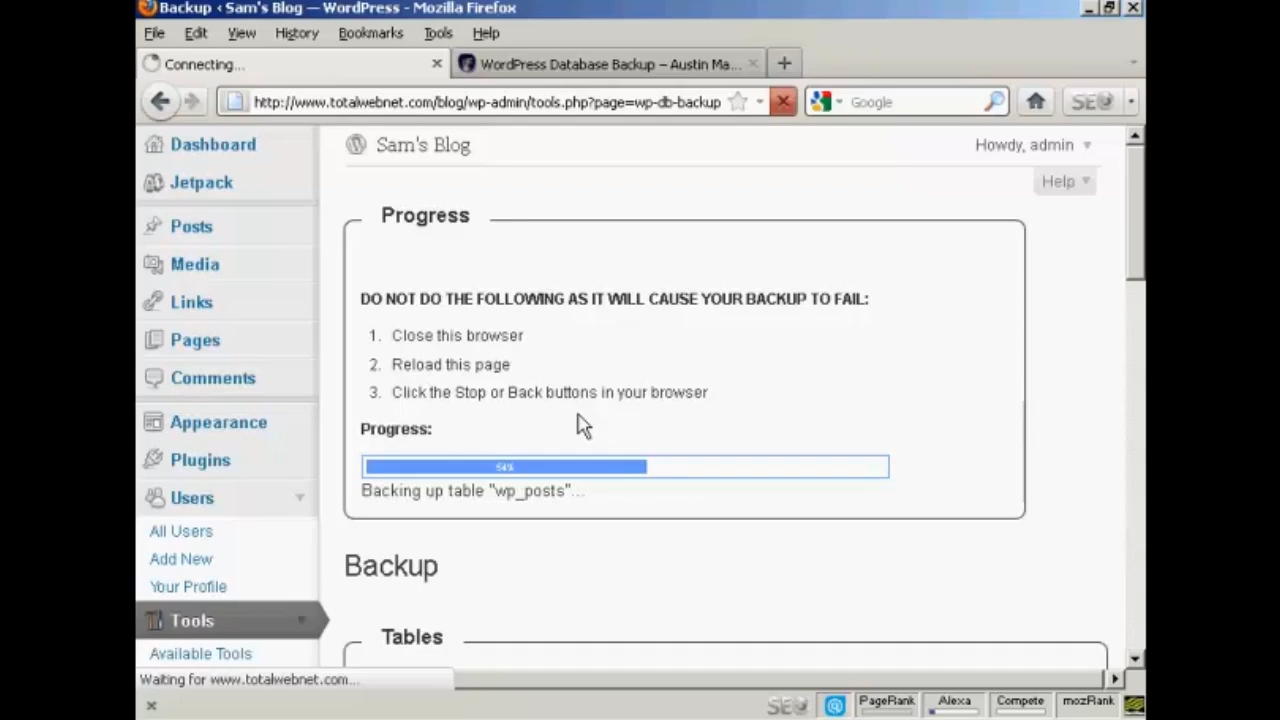 Backup ‹ Sam's Blog — WordPress - Mozilla Firefox
File Edit View History Bookmarks Tools Help
Connecting...
WordPress Database Backup – Austin Ma...
http://www.totalwebnet.com/blog/wp-admin/tools.php?page=wp-db-backup
Google
SEO
Dashboard
Jetpack
Posts
Media
Links
Pages
Comments
Appearance
Plugins
Users
All Users
Add New
Your Profile
Tools
Available Tools
Sam's Blog
Howdy, admin
Help
Progress
DO NOT DO THE FOLLOWING AS IT WILL CAUSE YOUR BACKUP TO FAIL:
1. Close this browser
2. Reload this page
3. Click the Stop or Back buttons in your browser
Progress:
54%
Backing up table "wp_posts"...
Backup
Tables
Waiting for www.totalwebnet.com...
SEO
PageRank
Alexa
Compete
mozRank